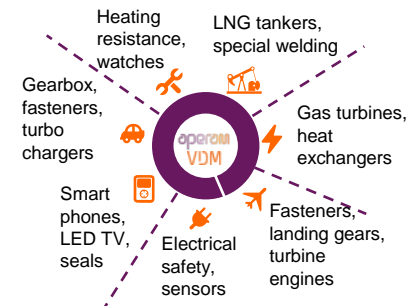 Heating
resistance,
watches
LNG tankers,
special welding
Gearbox,
fasteners,
turbo
chargers
Gas turbines,
heat
exchangers
aperam
VDM
Smart
phones,
LED TV,
seals
Electrical
safety,
sensors
Fasteners,
landing gears,
turbine
engines